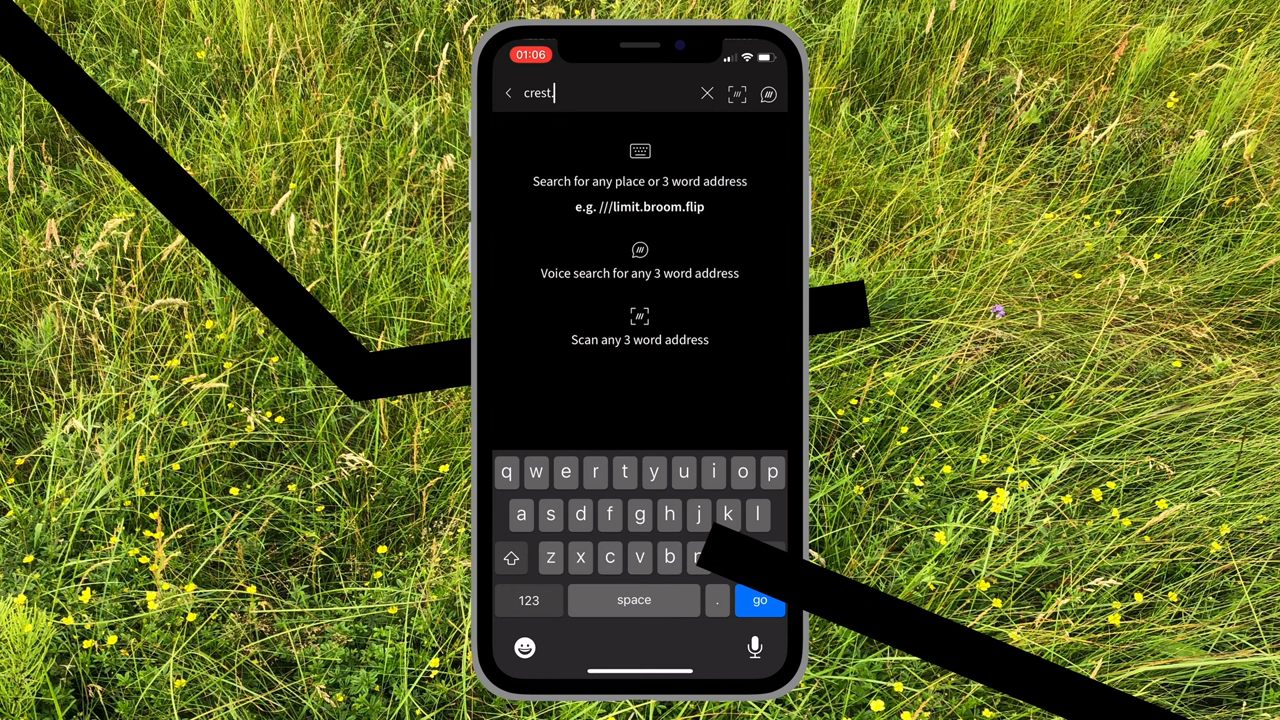 01:06
crest.
Search for any place or 3 word address
e.g. ///limit.broom.flip
Voice search for any 3 word address
Scan any 3 word address
q w e r t y u i o p
a s d f g h j k l
z x c v b
123 space . go